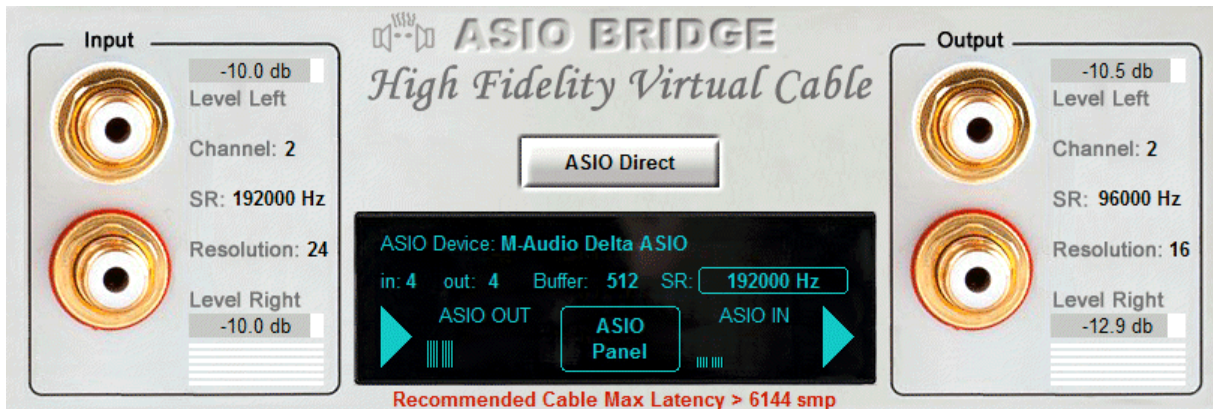 ASIO BRIDGE
High Fidelity Virtual Cable
Input
-10.0 db
Level Left
Channel: 2
SR: 192000 Hz
Resolution: 24
Level Right
-10.0 db
ASIO Direct
ASIO Device: M-Audio Delta ASIO
in: 4 out: 4 Buffer: 512 SR: 192000 Hz
ASIO OUT
ASIO
Panel
ASIO IN
Recommended Cable Max Latency > 6144 smp
Output
-10.5 db
Level Left
Channel: 2
SR: 96000 Hz
Resolution: 16
Level Right
-12.9 db